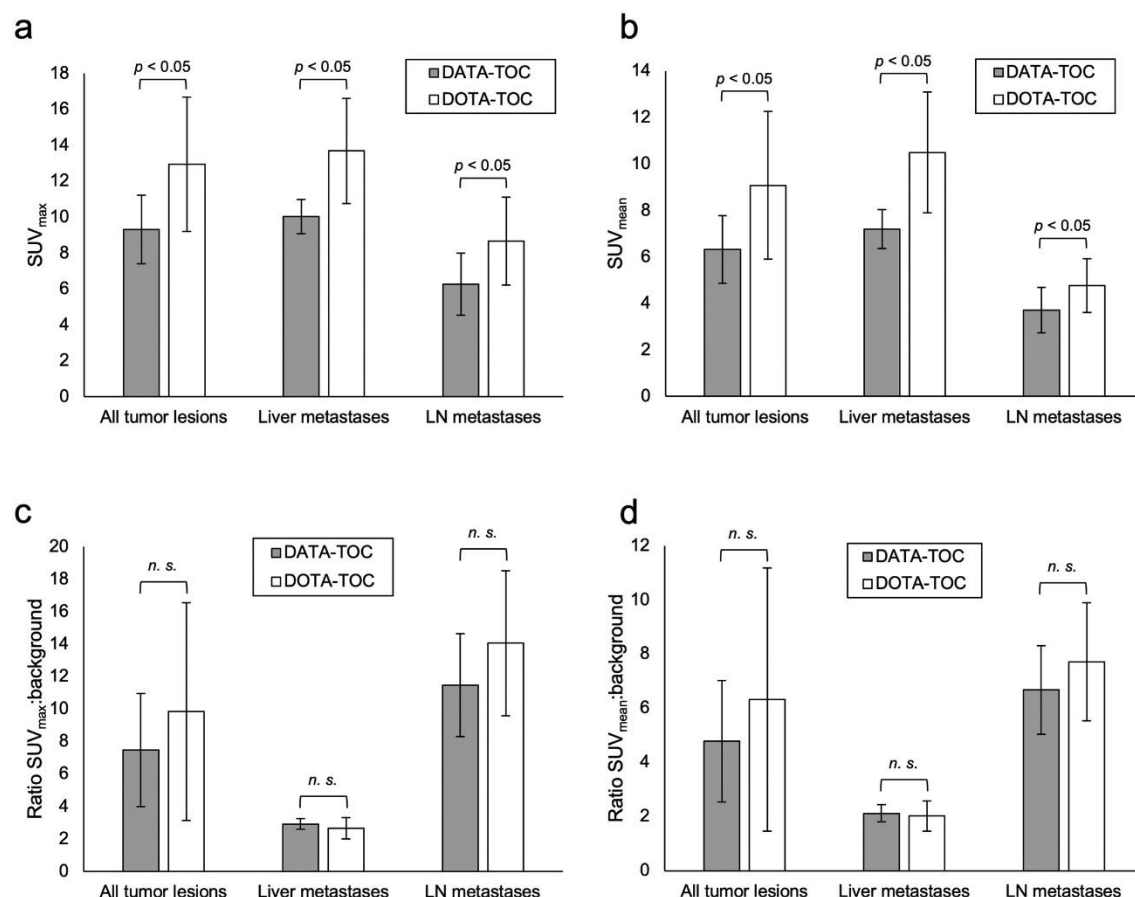 a
p < 0.05
p < 0.05
p < 0.05
DATA-TOC
DOTA-TOC
SUVmax
18
16
14
12
10
8
6
4
2
0
All tumor lesions
Liver metastases
LN metastases
b
p < 0.05
p < 0.05
p < 0.05
DATA-TOC
DOTA-TOC
SUVmean
14
12
10
8
6
4
2
0
All tumor lesions
Liver metastases
LN metastases
c
n. s.
n. s.
n. s.
DATA-TOC
DOTA-TOC
Ratio SUVmax:background
20
18
16
14
12
10
8
6
4
2
0
All tumor lesions
Liver metastases
LN metastases
d
n. s.
n. s.
n. s.
DATA-TOC
DOTA-TOC
Ratio SUVmean:background
12
10
8
6
4
2
0
All tumor lesions
Liver metastases
LN metastases